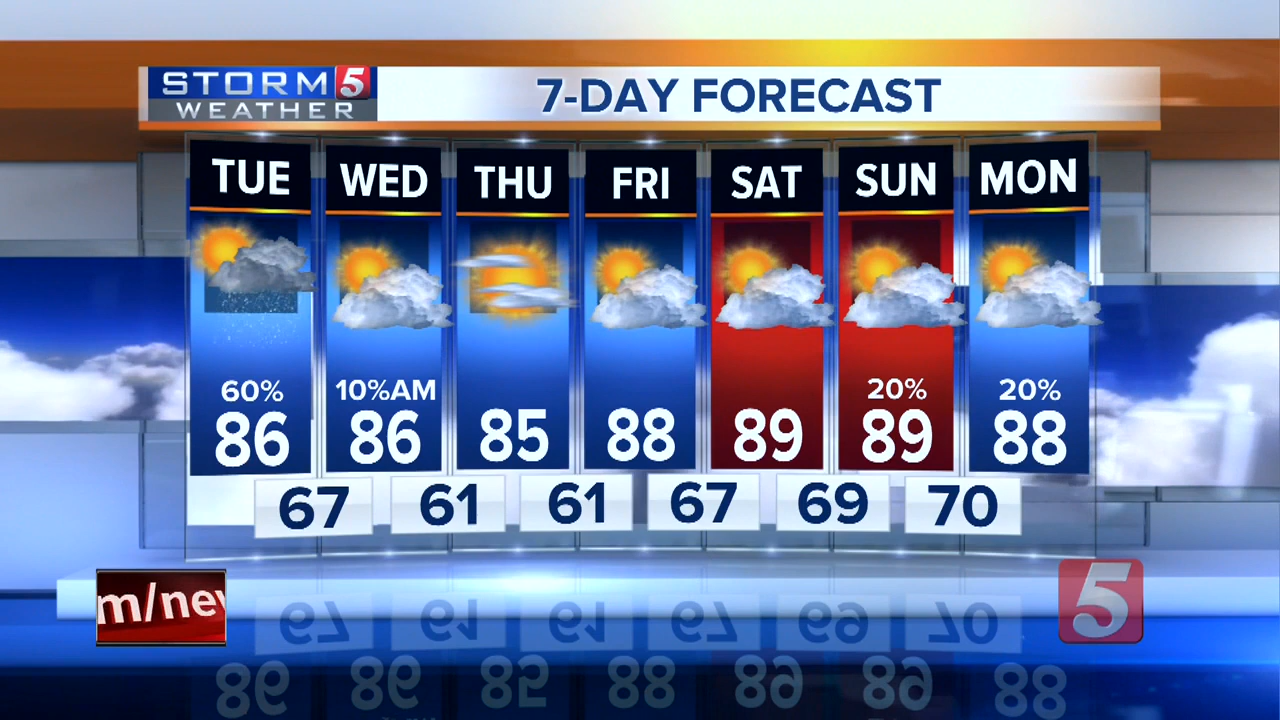 STORM 5
WEATHER
7-DAY FORECAST
TUE WED THU FRI SAT SUN MON
60% 10%AM 20% 20%
86 86 85 88 89 89 88
67 61 61 67 69 70
m/ne
5